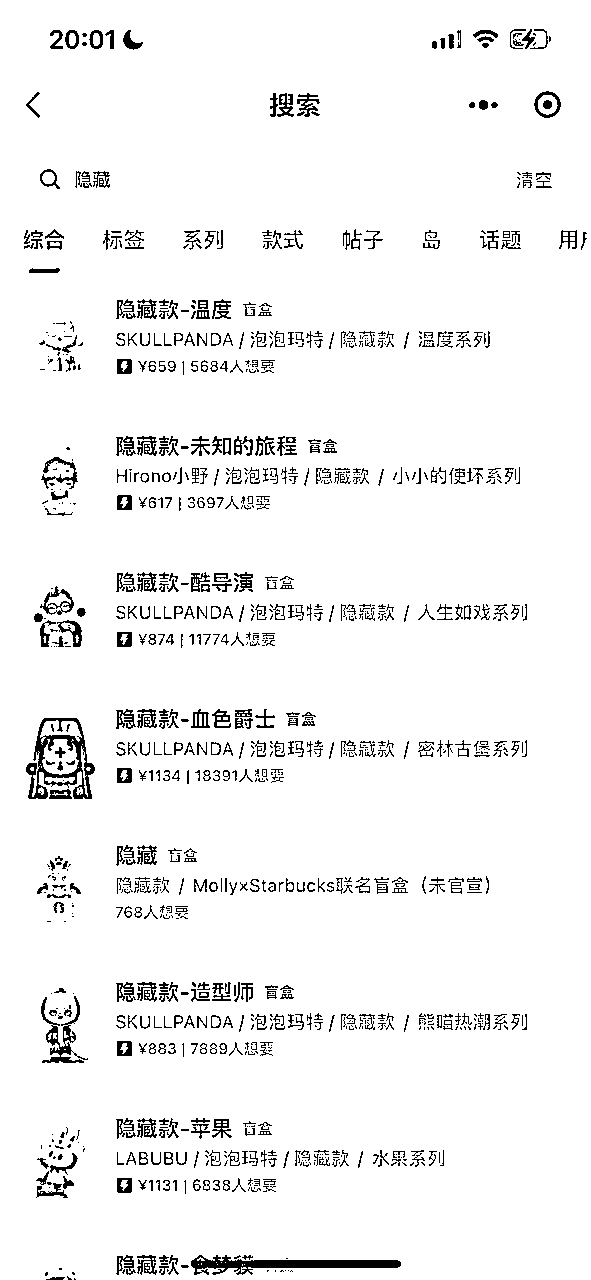 20:01
搜索
隐藏
清空
综合 标签 系列 款式 帖子 岛 话题 用户
隐藏款-温度 盲盒
SKULLPANDA / 泡泡玛特 / 隐藏款 / 温度系列
¥659 | 5684人想要
隐藏款-未知的旅程 盲盒
Hirono小野 / 泡泡玛特 / 隐藏款 / 小小的使坏系列
¥617 | 3697人想要
隐藏款-酷导演 盲盒
SKULLPANDA / 泡泡玛特 / 隐藏款 / 人生如戏系列
¥874 | 11774人想要
隐藏款-血色爵士 盲盒
SKULLPANDA / 泡泡玛特 / 隐藏款 / 密林古堡系列
¥1134 | 18391人想要
隐藏 盲盒
隐藏款 / Molly×Starbucks联名盲盒（未官宣）
768人想要
隐藏款-造型师 盲盒
SKULLPANDA / 泡泡玛特 / 隐藏款 / 熊喵热潮系列
¥883 | 7889人想要
隐藏款-苹果 盲盒
LABUBU / 泡泡玛特 / 隐藏款 / 水果系列
¥1131 | 6838人想要
隐藏款-食梦貘